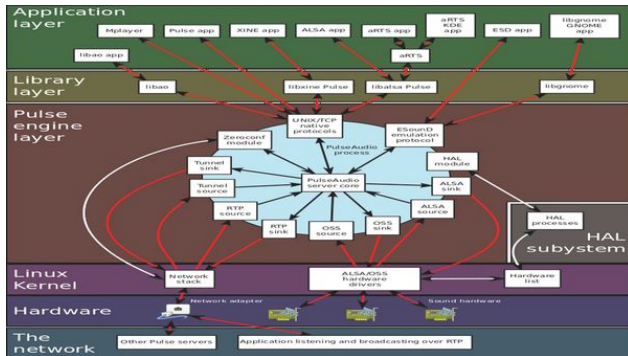 Application
layer
Mplayer
Pulse app
XINE app
ALSA app
aRTS app
aRTS
KDE
app
ESD app
libgnome
GNOME
app
libao app
aRTS
Library
layer
libao
libxine Pulse
libalsa Pulse
libgnome
Pulse
engine
layer
UNIX/TCP
native
protocols
ESounD
emulation
protocol
Zeroconf
module
PulseAudio
process
HAL
module
Tunnel
sink
Tunnel
source
PulseAudio
server core
ALSA
sink
RTP
source
ALSA
source
RTP
sink
OSS
source
OSS
sink
HAL
processes
HAL
subystem
Linux
Kernel
Network
stack
ALSA/OSS
hardware
drivers
Hardware
list
Hardware
Network adapter
Sound hardware
The
network
Other Pulse servers
Application listening and broadcasting over RTP